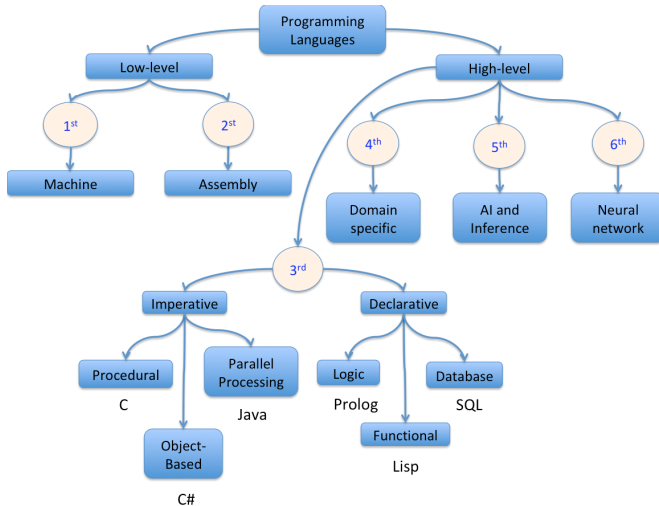 Programming
Languages
Low-level
High-level
1st
2st
4th
5th
6th
Machine
Assembly
Domain
specific
AI and
Inference
Neural
network
3rd
Imperative
Declarative
Procedural
Parallel
Processing
Logic
Database
C
Java
Prolog
SQL
Object-
Based
Functional
C#
Lisp